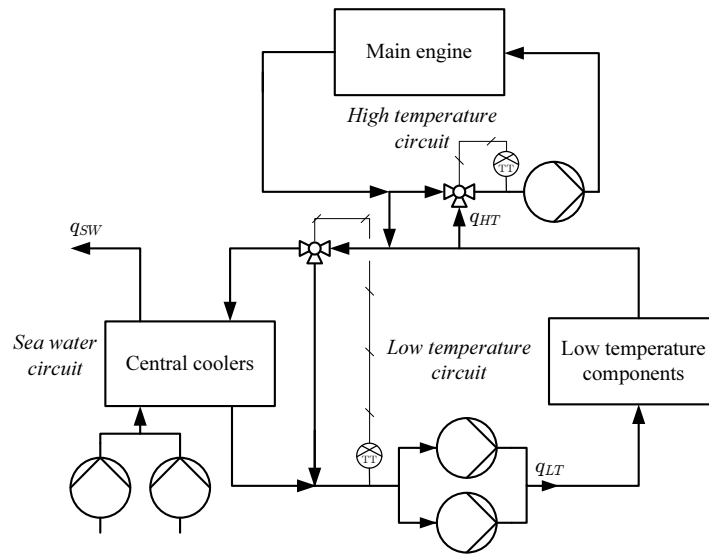 Main engine
High temperature
circuit
TT
q_HT
q_SW
Sea water
circuit
Central coolers
Low temperature
circuit
Low temperature
components
TT
q_LT